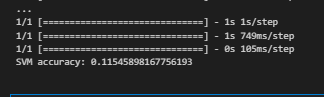 ...
1/1 [==============================] - 1s 1s/step
1/1 [==============================] - 1s 749ms/step
1/1 [==============================] - 0s 105ms/step
SVM accuracy: 0.11545898167756193